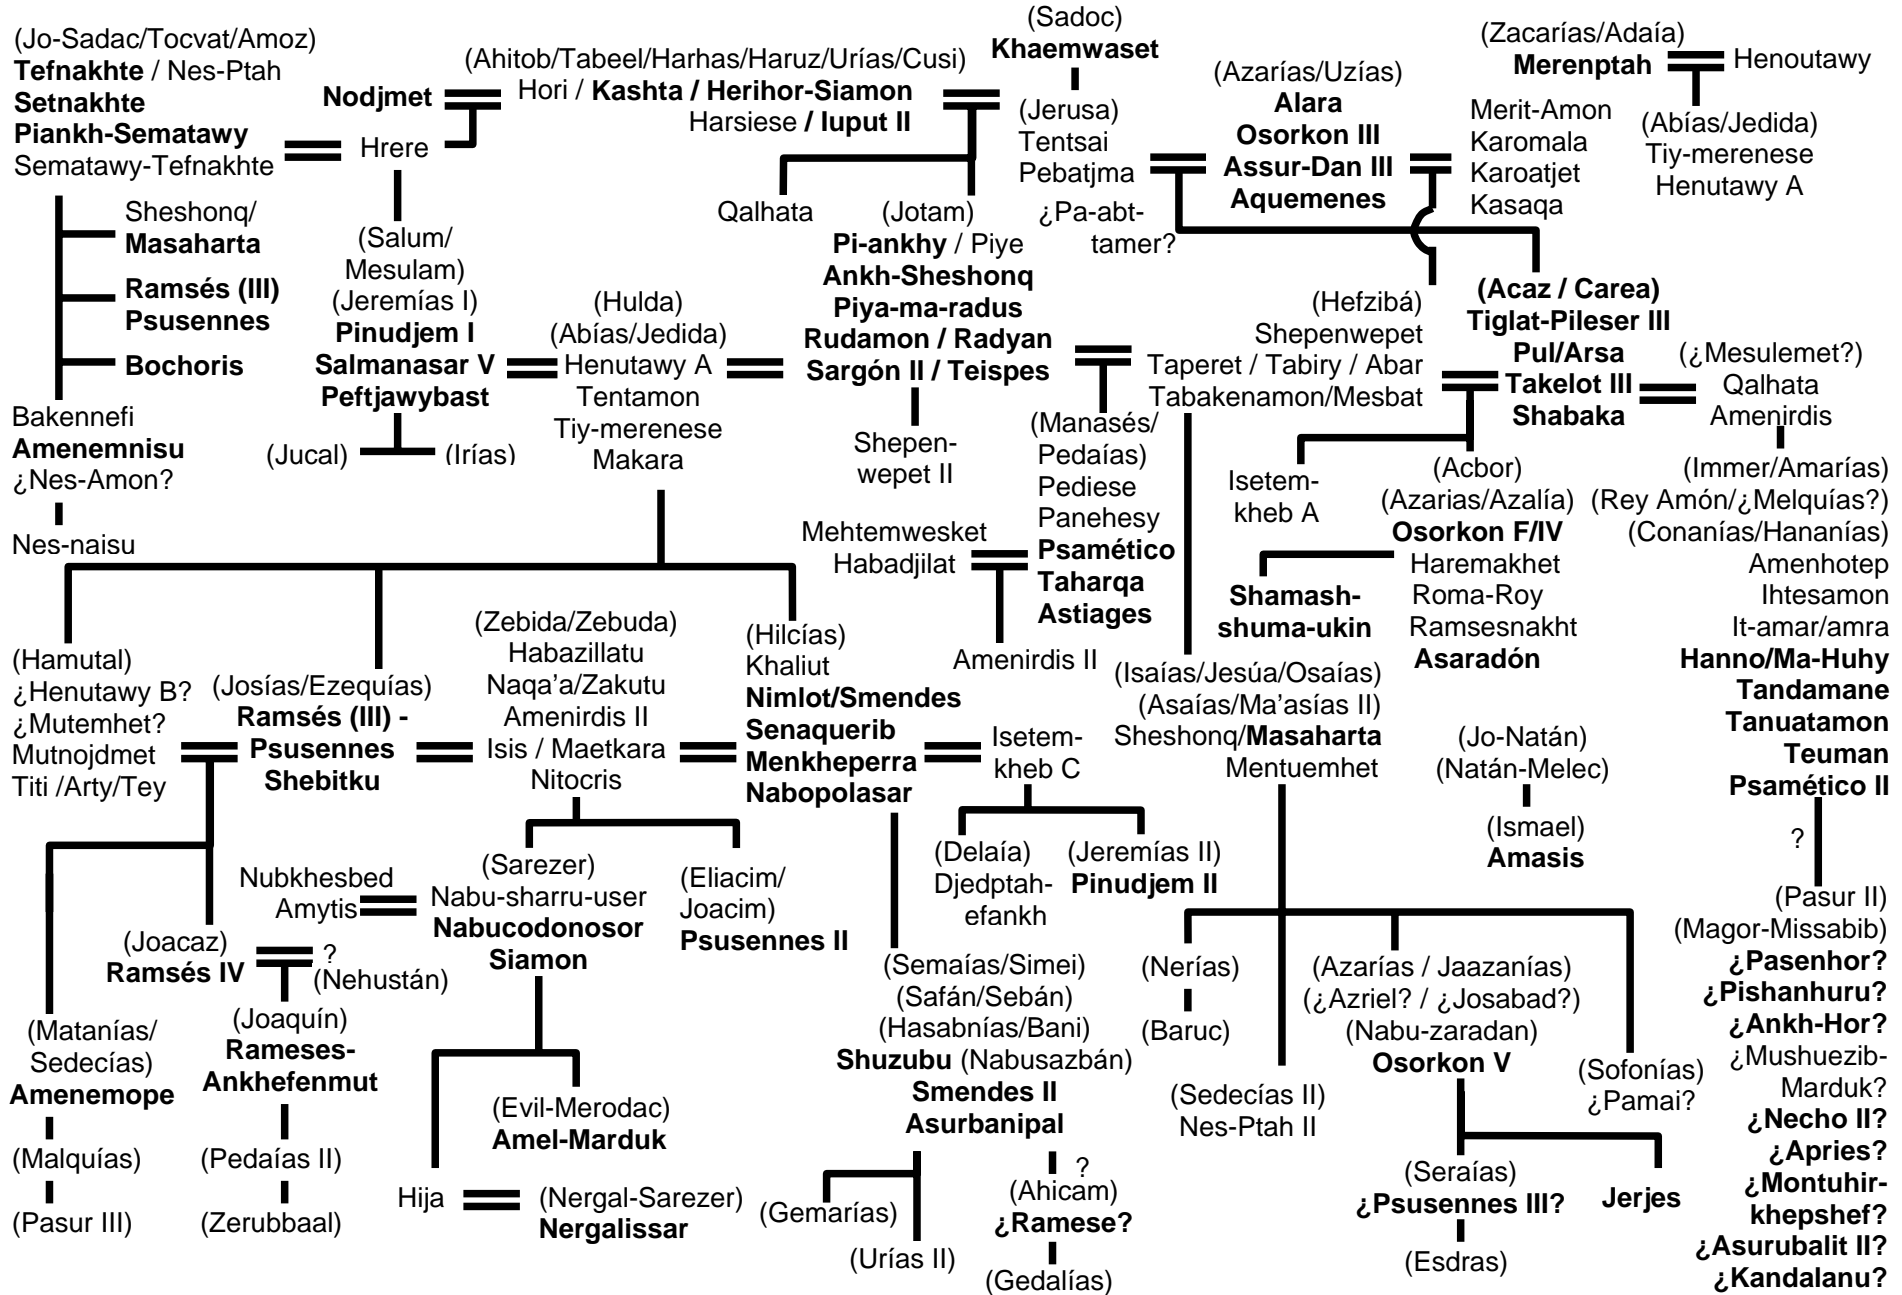 (Jo-Sadac/Tocvat/Amoz)
Tefnakhte / Nes-Ptah
Setnakhte
Piankh-Sematawy
Sematawy-Tefnakhte
Nodjmet
(Ahitob/Tabeel/Harhas/Haruz/Urías/Cusi)
Hori / Kashta / Herihor-Siamon
Harsiese / Iuput II
Hrere
(Sadoc)
Khaemwaset
(Jerusa)
Tentsai
Pebatjma
¿Pa-abt-
tamer?
(Azarías/Uzías)
Alara
Osorkon III
Assur-Dan III
Aquemenes
(Zacarías/Adaía)
Merenptah
Henoutawy
Merit-Amon
Karomala
Karoatjet
Kasaqa
(Abías/Jedida)
Tiy-merenese
Henutawy A
Sheshonq/
Masaharta
Ramsés (III)
Psusennes
Bochoris
Bakennefi
Amenemnisu
¿Nes-Amon?
Nes-naisu
(Salum/
Mesulam)
(Jeremías I)
Pinudjem I
Salmanasar V
Peftjawybast
(Jucal)
(Irías)
(Hulda)
(Abías/Jedida)
Henutawy A
Tentamon
Tiy-merenese
Makara
Qalhata
(Jotam)
Pi-ankhy / Piye
Ankh-Sheshonq
Piya-ma-radus
Rudamon / Radyan
Sargón II / Teispes
Shepen-
wepet II
(Hefzibá)
Shepenwepet
Taperet / Tabiry / Abar
Tabakenamon/Mesbat
(Acaz / Carea)
Tiglat-Pileser III
Pul/Arsa
Takelot III
Shabaka
(¿Mesulemet?)
Qalhata
Amenirdis
(Manasés/
Pedaías)
Pediese
Panehesy
Psamético
Taharqa
Astiages
Mehtemwesket
Habadjilat
Amenirdis II
Isetem-
kheb A
(Acbor)
(Azarias/Azalía)
Osorkon F/IV
Haremakhet
Roma-Roy
Ramsesnakht
Asaradón
Shamash-
shuma-ukin
(Immer/Amarías)
(Rey Amón/¿Melquías?)
(Conanías/Hananías)
Amenhotep
Ihtesamon
It-amar/amra
Hanno/Ma-Huhy
Tandamane
Tanuatamon
Teuman
Psamético II
(Hamutal)
¿Henutawy B?
¿Mutemhet?
Mutnojdmet
Titi /Arty/Tey
(Josías/Ezequías)
Ramsés (III) -
Psusennes
Shebitku
(Zebida/Zebuda)
Habazillatu
Naqa'a/Zakutu
Amenirdis II
Isis / Maetkara
Nitocris
(Hilcías)
Khaliut
Nimlot/Smendes
Senaquerib
Menkheperra
Nabopolasar
Isetem-
kheb C
(Isaías/Jesúa/Osaías)
(Asaías/Ma'asías II)
Sheshonq/Masaharta
Mentuemhet
(Jo-Natán)
(Natán-Melec)
(Ismael)
Amasis
?
(Delaía)
Djedptah-
efankh
(Jeremías II)
Pinudjem II
Nubkhesbed
Amytis
(Sarezer)
Nabu-sharru-user
Nabucodonosor
Siamon
(Eliacim/
Joacim)
Psusennes II
(Joacaz)
Ramsés IV
?
(Nehustán)
(Matanías/
Sedecías)
Amenemope
(Malquías)
(Pasur III)
(Joaquín)
Rameses-
Ankhefenmut
(Pedaías II)
(Zerubbaal)
(Evil-Merodac)
Amel-Marduk
Hija
(Nergal-Sarezer)
Nergalissar
(Semaías/Simei)
(Safán/Sebán)
(Hasabnías/Bani)
Shuzubu (Nabusazbán)
Smendes II
Asurbanipal
(Gemarías)
(Urías II)
?
(Ahicam)
¿Ramese?
(Gedalías)
(Nerías)
(Baruc)
(Sedecías II)
Nes-Ptah II
(Azarías / Jaazanías)
(¿Azriel? / ¿Josabad?)
(Nabu-zaradan)
Osorkon V
(Seraías)
¿Psusennes III?
(Esdras)
Jerjes
(Sofonías)
¿Pamai?
(Pasur II)
(Magor-Missabib)
¿Pasenhor?
¿Pishanhuru?
¿Ankh-Hor?
¿Mushuezib-
Marduk?
¿Necho II?
¿Apries?
¿Montuhir-
khepshef?
¿Asurubalit II?
¿Kandalanu?